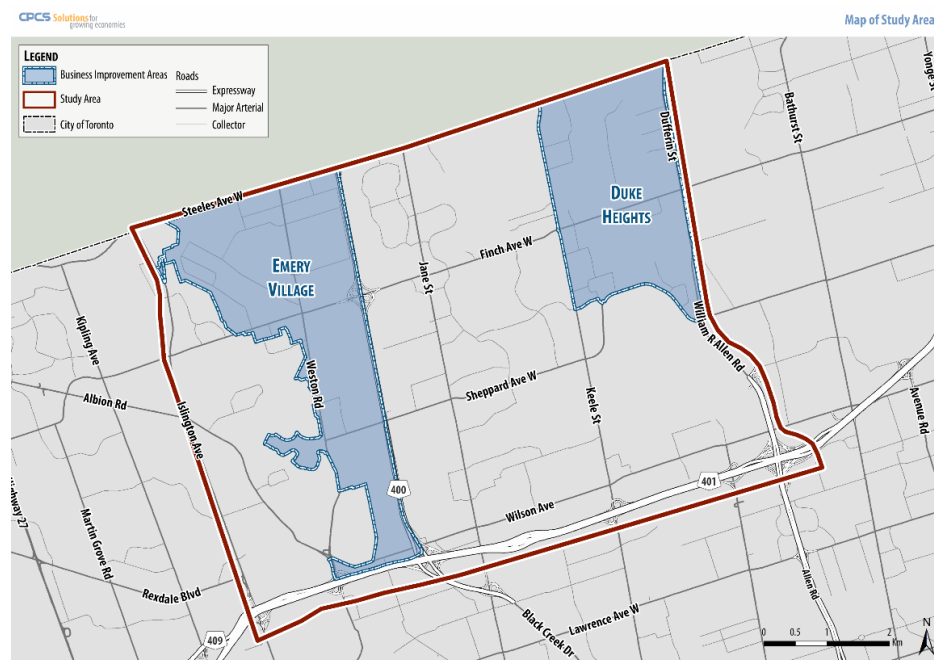 CPCS Solutions for
growing economies
Map of Study Area
LEGEND
Business Improvement Areas
Study Area
City of Toronto
Roads
Expressway
Major Arterial
Collector
Yonge St
Bathurst St
Dufferin St
DUKE
HEIGHTS
Steeles Ave W
EMERY
VILLAGE
Finch Ave W
Jane St
William R Allen Rd
Kipling Ave
Weston Rd
Sheppard Ave W
Keele St
Albion Rd
Islington Ave
Avenue Rd
400
401
Highway 27
Wilson Ave
Martin Grove Rd
Rexdale Blvd
Allen Rd
Black Creek Dr
Lawrence Ave W
409
N
0 0.5 1 2
Km